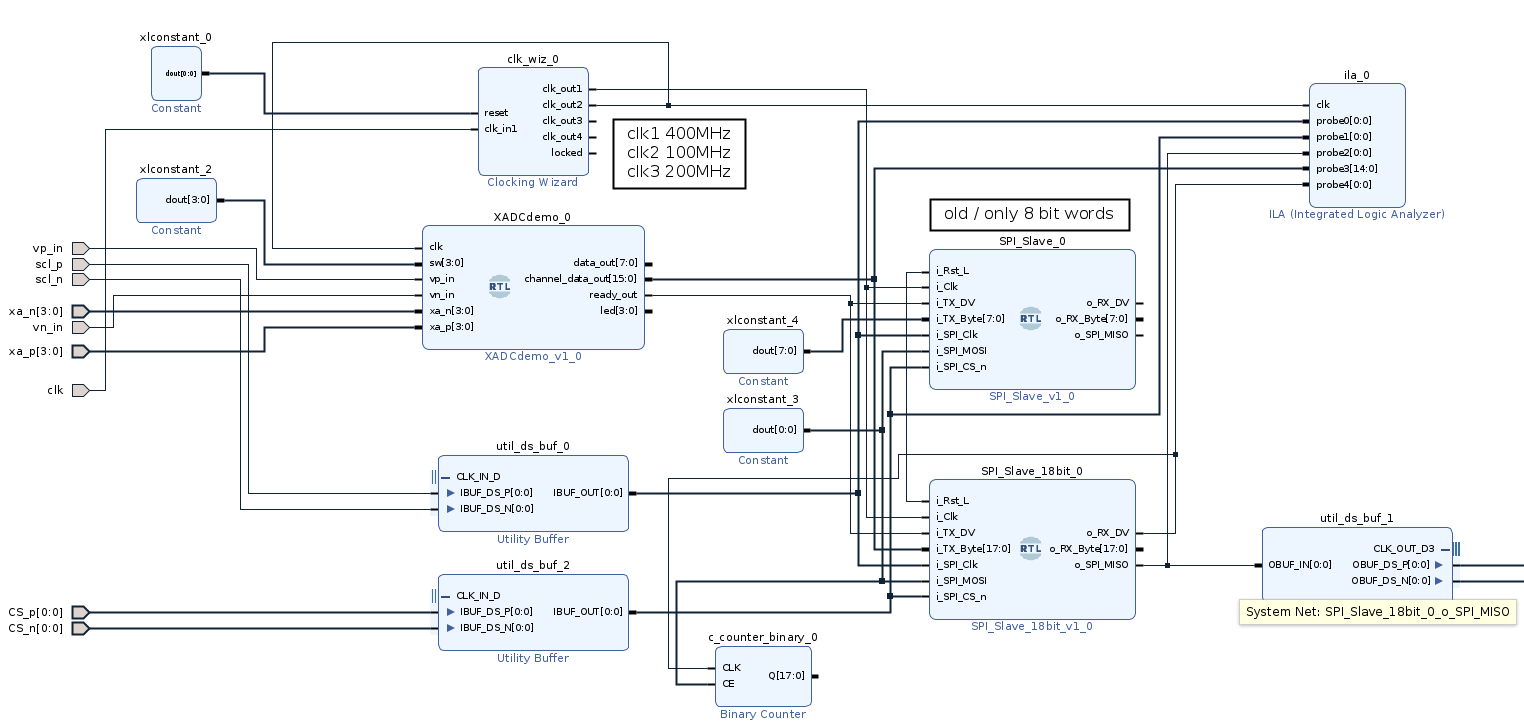 xlconstant_0
dout[0:0]
Constant
clk_wiz_0
reset
clk_in1
clk_out1
clk_out2
clk_out3
clk_out4
locked
Clocking Wizard
clk1 400MHz
clk2 100MHz
clk3 200MHz
ila_0
clk
probe0[0:0]
probe1[0:0]
probe2[0:0]
probe3[14:0]
probe4[0:0]
ILA (Integrated Logic Analyzer)
xlconstant_2
dout[3:0]
Constant
vp_in
scl_p
scl_n
xa_n[3:0]
vn_in
xa_p[3:0]
clk
XADCdemo_0
clk
sw[3:0]
vp_in
vn_in
xa_n[3:0]
xa_p[3:0]
RTL
data_out[7:0]
channel_data_out[15:0]
ready_out
led[3:0]
XADCdemo_v1_0
old / only 8 bit words
SPI_Slave_0
i_Rst_L
i_Clk
i_TX_DV
i_TX_Byte[7:0]
i_SPI_Clk
i_SPI_MOSI
i_SPI_CS_n
RTL
o_RX_DV
o_RX_Byte[7:0]
o_SPI_MISO
SPI_Slave_v1_0
xlconstant_4
dout[7:0]
Constant
xlconstant_3
dout[0:0]
Constant
util_ds_buf_0
CLK_IN_D
IBUF_DS_P[0:0]
IBUF_DS_N[0:0]
IBUF_OUT[0:0]
Utility Buffer
SPI_Slave_18bit_0
i_Rst_L
i_Clk
i_TX_DV
i_TX_Byte[17:0]
i_SPI_Clk
i_SPI_MOSI
i_SPI_CS_n
RTL
o_RX_DV
o_RX_Byte[17:0]
o_SPI_MISO
SPI_Slave_18bit_v1_0
util_ds_buf_1
OBUF_IN[0:0]
CLK_OUT_D3
OBUF_DS_P[0:0]
OBUF_DS_N[0:0]
System Net: SPI_Slave_18bit_0_o_SPI_MISO
CS_p[0:0]
CS_n[0:0]
util_ds_buf_2
CLK_IN_D
IBUF_DS_P[0:0]
IBUF_DS_N[0:0]
IBUF_OUT[0:0]
Utility Buffer
c_counter_binary_0
CLK
CE
Q[17:0]
Binary Counter